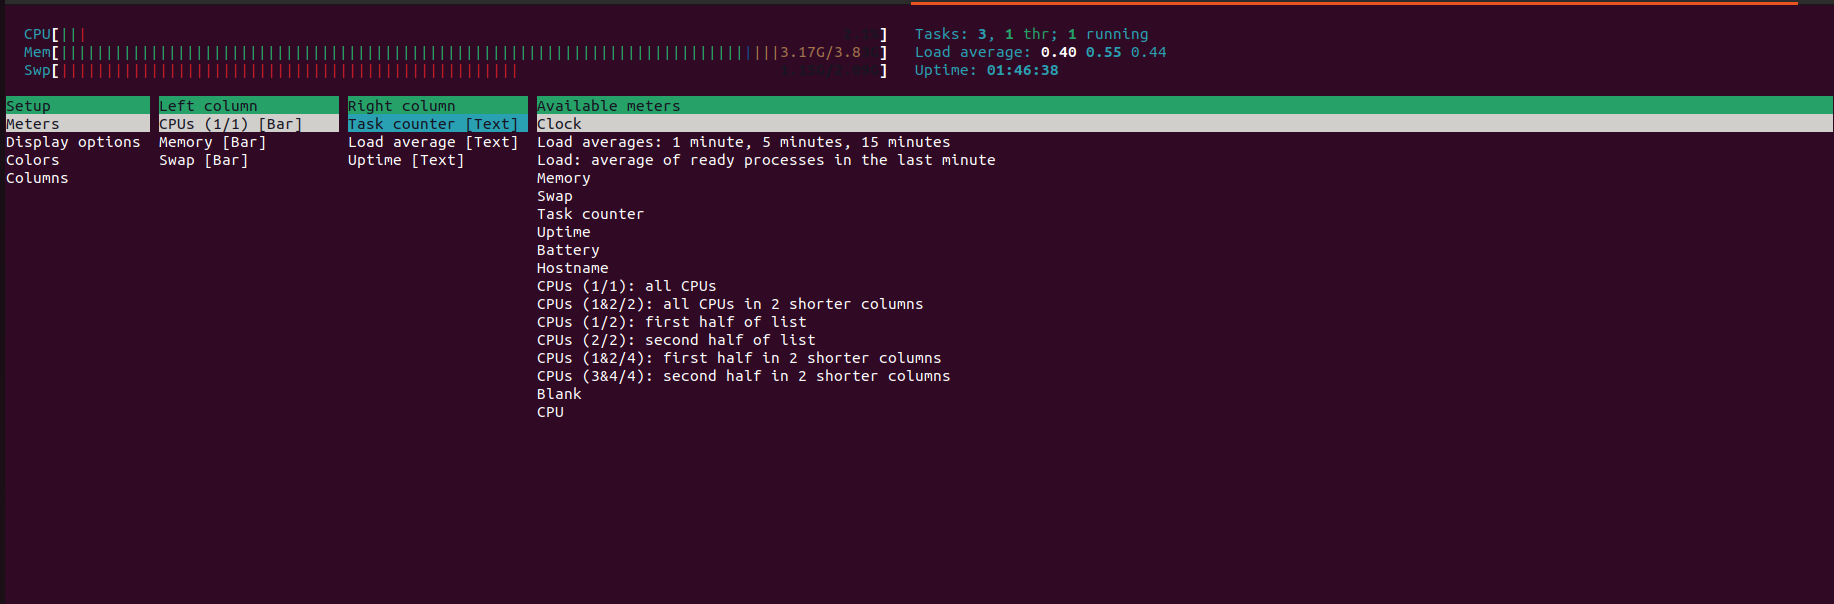 CPU[||| ] Tasks: 3, 1 thr; 1 running
Mem[||||||||||||||||||||||||||||||||||||||||||||||||||||||||||||||||||||||||||||||||3.17G/3.8 ] Load average: 0.40 0.55 0.44
Swp[||||||||||||||||||||||||||||||||||||||||||||||||||| ] Uptime: 01:46:38
Setup Left column Right column Available meters
Meters CPUs (1/1) [Bar] Task counter [Text] Clock
Display options Memory [Bar] Load average [Text] Load averages: 1 minute, 5 minutes, 15 minutes
Colors Swap [Bar] Uptime [Text] Load: average of ready processes in the last minute
Columns Memory
Swap
Task counter
Uptime
Battery
Hostname
CPUs (1/1): all CPUs
CPUs (1&2/2): all CPUs in 2 shorter columns
CPUs (1/2): first half of list
CPUs (2/2): second half of list
CPUs (1&2/4): first half in 2 shorter columns
CPUs (3&4/4): second half in 2 shorter columns
Blank
CPU